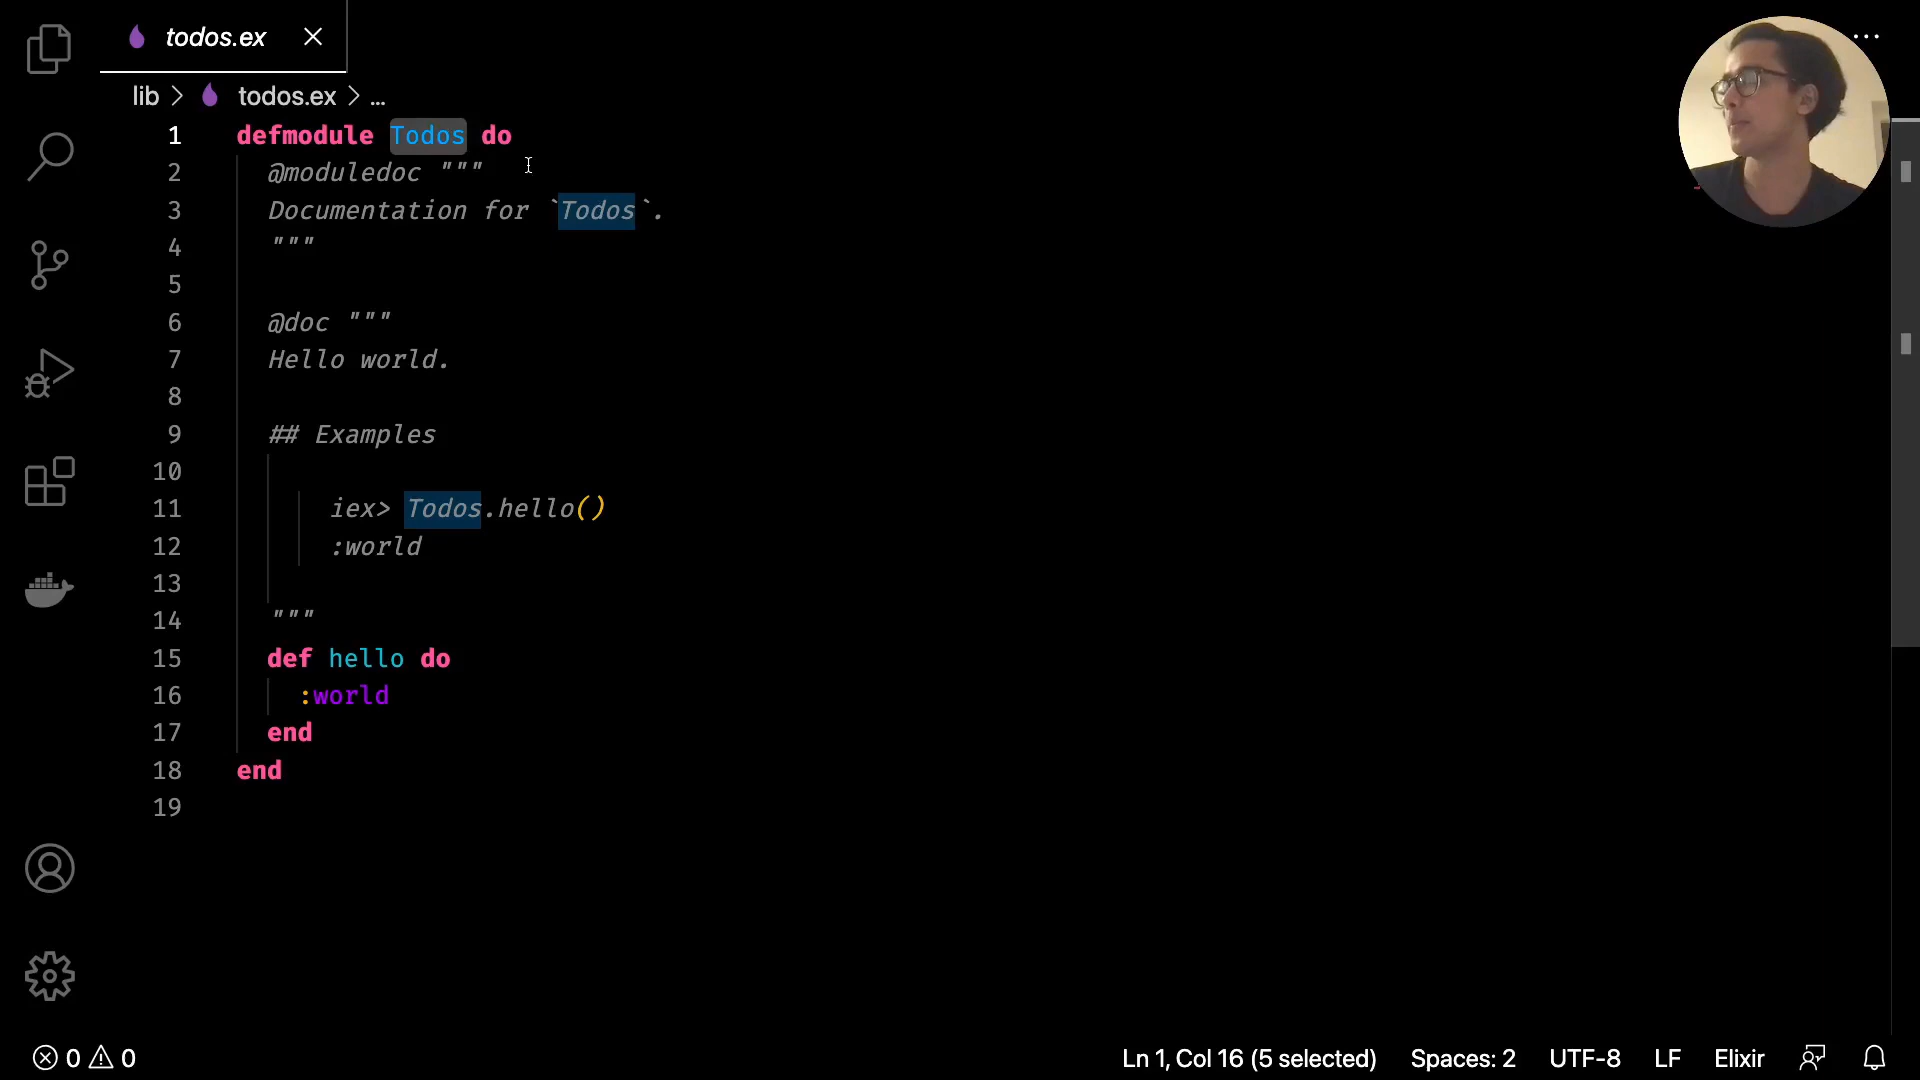 todos.ex
lib > todos.ex > ...
1 defmodule Todos do
2 @moduledoc """
3 Documentation for `Todos`.
4 """
5
6 @doc """
7 Hello world.
8
9 ## Examples
10
11 iex> Todos.hello()
12 :world
13
14 """
15 def hello do
16 :world
17 end
18 end
19
0 0 Ln 1, Col 16 (5 selected) Spaces: 2 UTF-8 LF Elixir